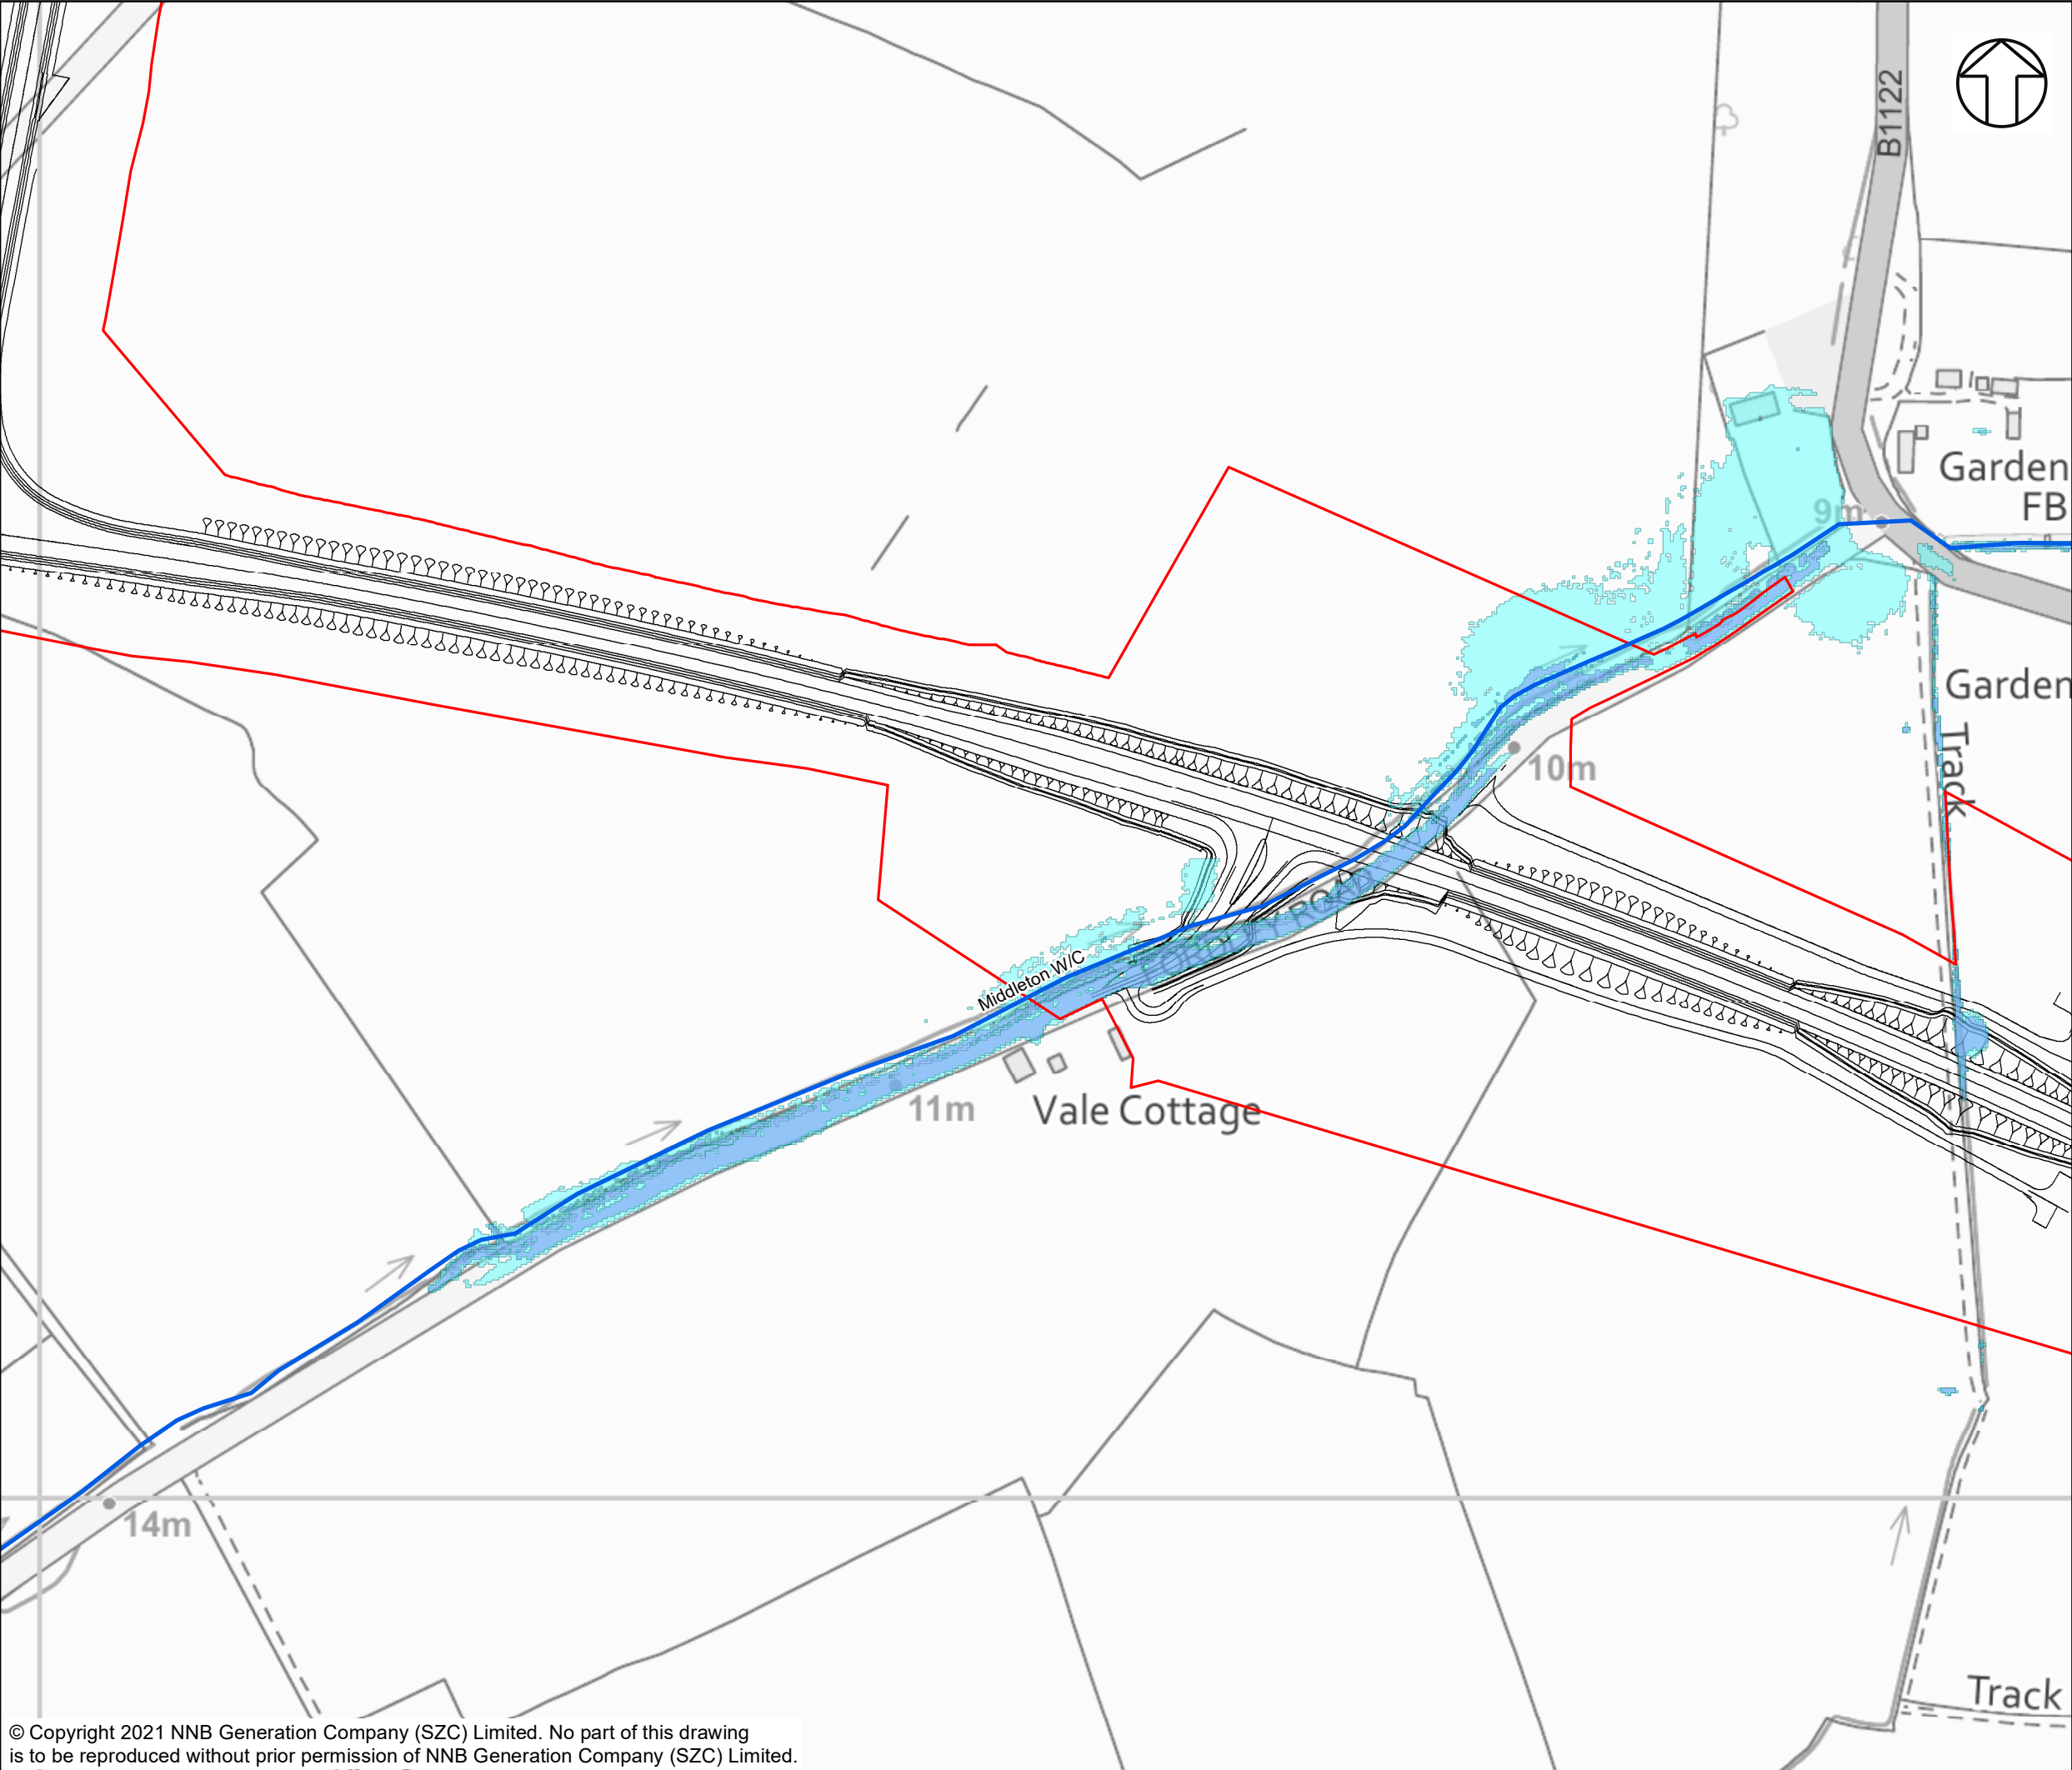 B1122
Garden
FB
9m
Garden
Track
10m
Middleton W/C
11m
Vale Cottage
14m
Track
© Copyright 2021 NNB Generation Company (SZC) Limited. No part of this drawing
is to be reproduced without prior permission of NNB Generation Company (SZC) Limited.